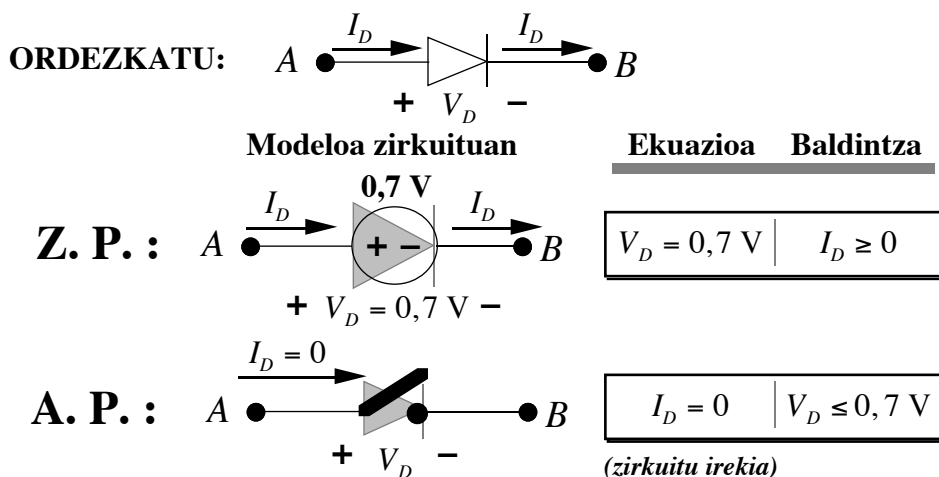 I_D I_D
ORDEZKATU: A B
+ V_D −
Modeloa zirkuituan Ekuazioa Baldintza
0,7 V
I_D I_D
Z. P. : A + − B V_D = 0,7 V I_D ≥ 0
+ V_D = 0,7 V −
I_D = 0
A. P. : A B I_D = 0 V_D ≤ 0,7 V
+ V_D −
(zirkuitu irekia)